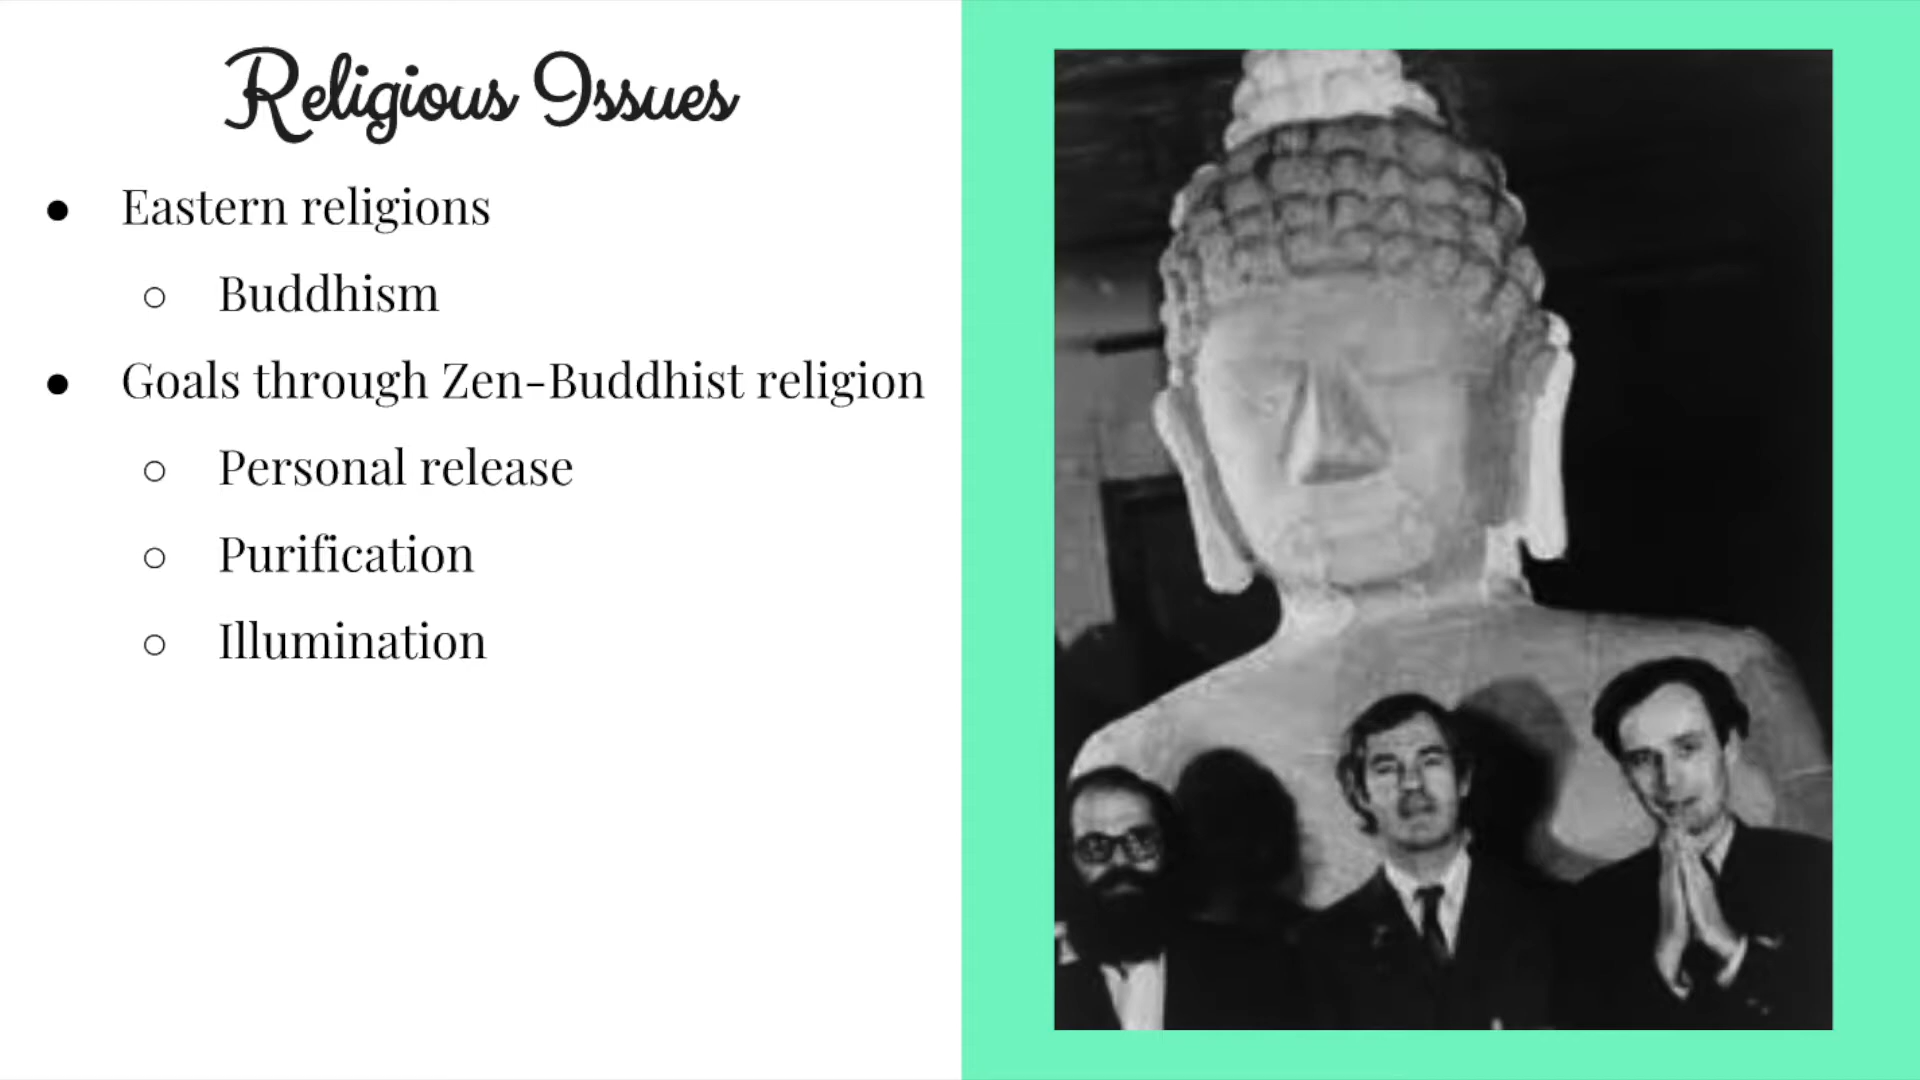 Religious Issues
● Eastern religions
○ Buddhism
● Goals through Zen-Buddhist religion
○ Personal release
○ Purification
○ Illumination